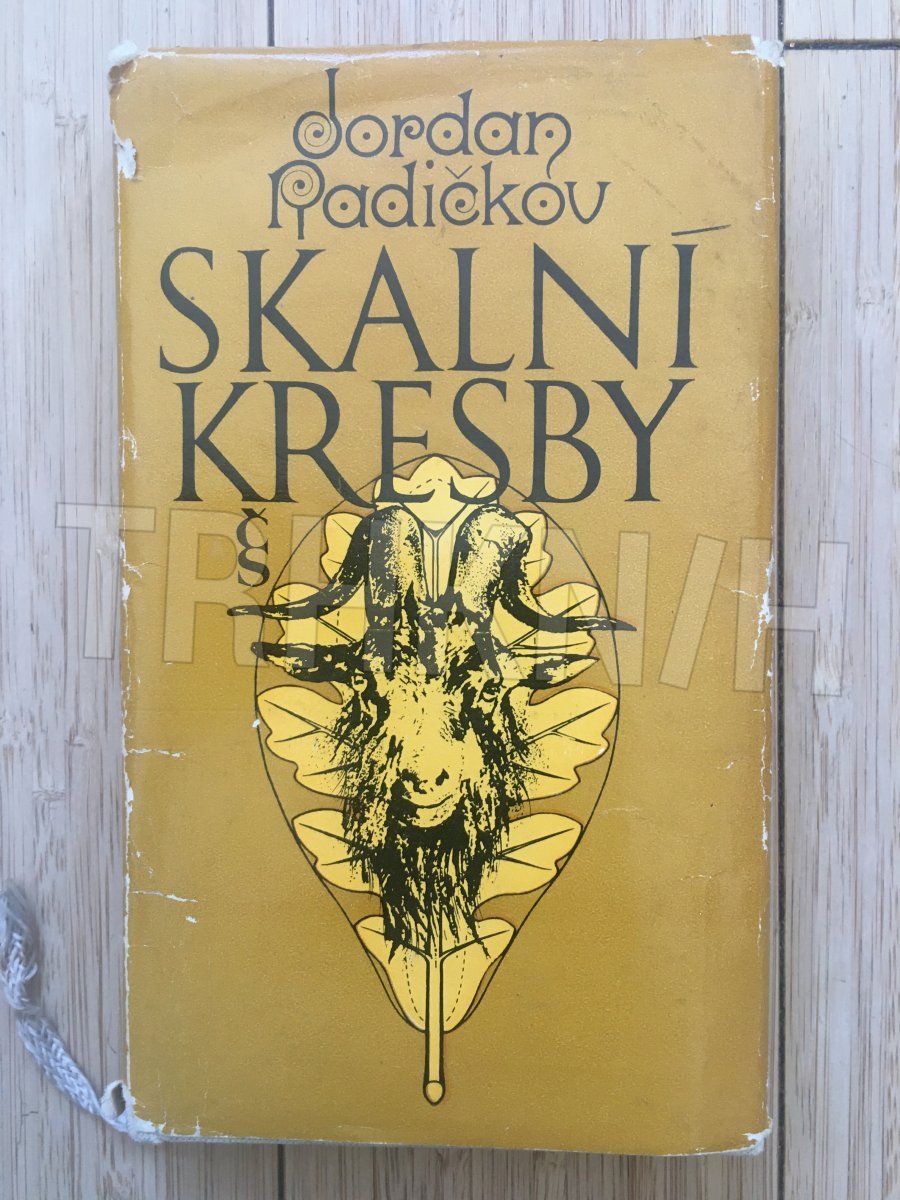 Jordan
Radičkov
SKALNÍ
KRESBY
čs